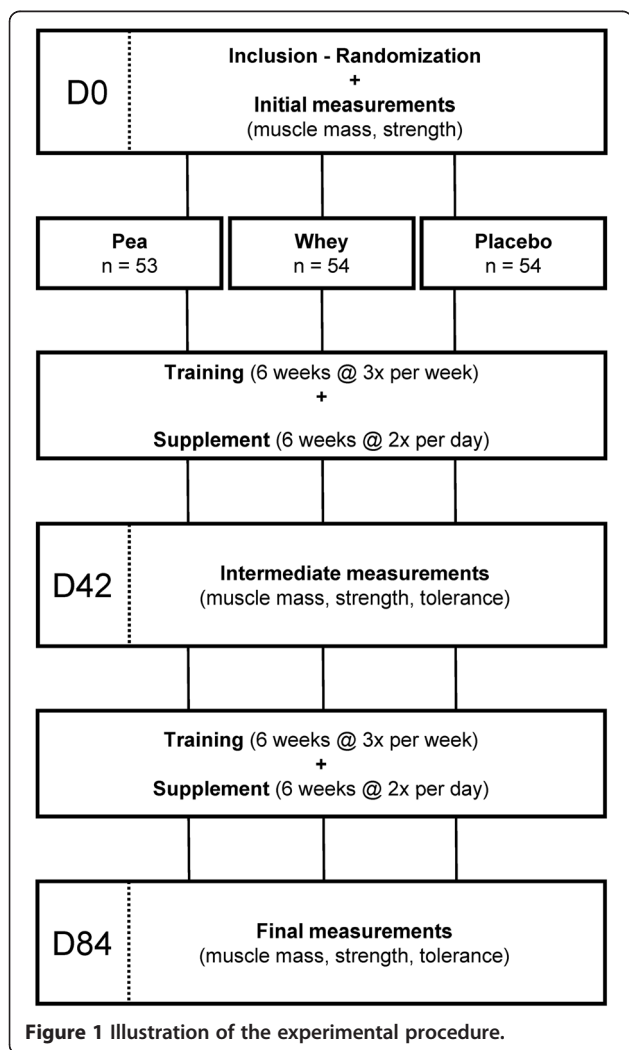 D0
Inclusion - Randomization
+
Initial measurements
(muscle mass, strength)
Pea
n = 53
Whey
n = 54
Placebo
n = 54
Training (6 weeks @ 3x per week)
+
Supplement (6 weeks @ 2x per day)
D42
Intermediate measurements
(muscle mass, strength, tolerance)
Training (6 weeks @ 3x per week)
+
Supplement (6 weeks @ 2x per day)
D84
Final measurements
(muscle mass, strength, tolerance)
Figure 1 Illustration of the experimental procedure.